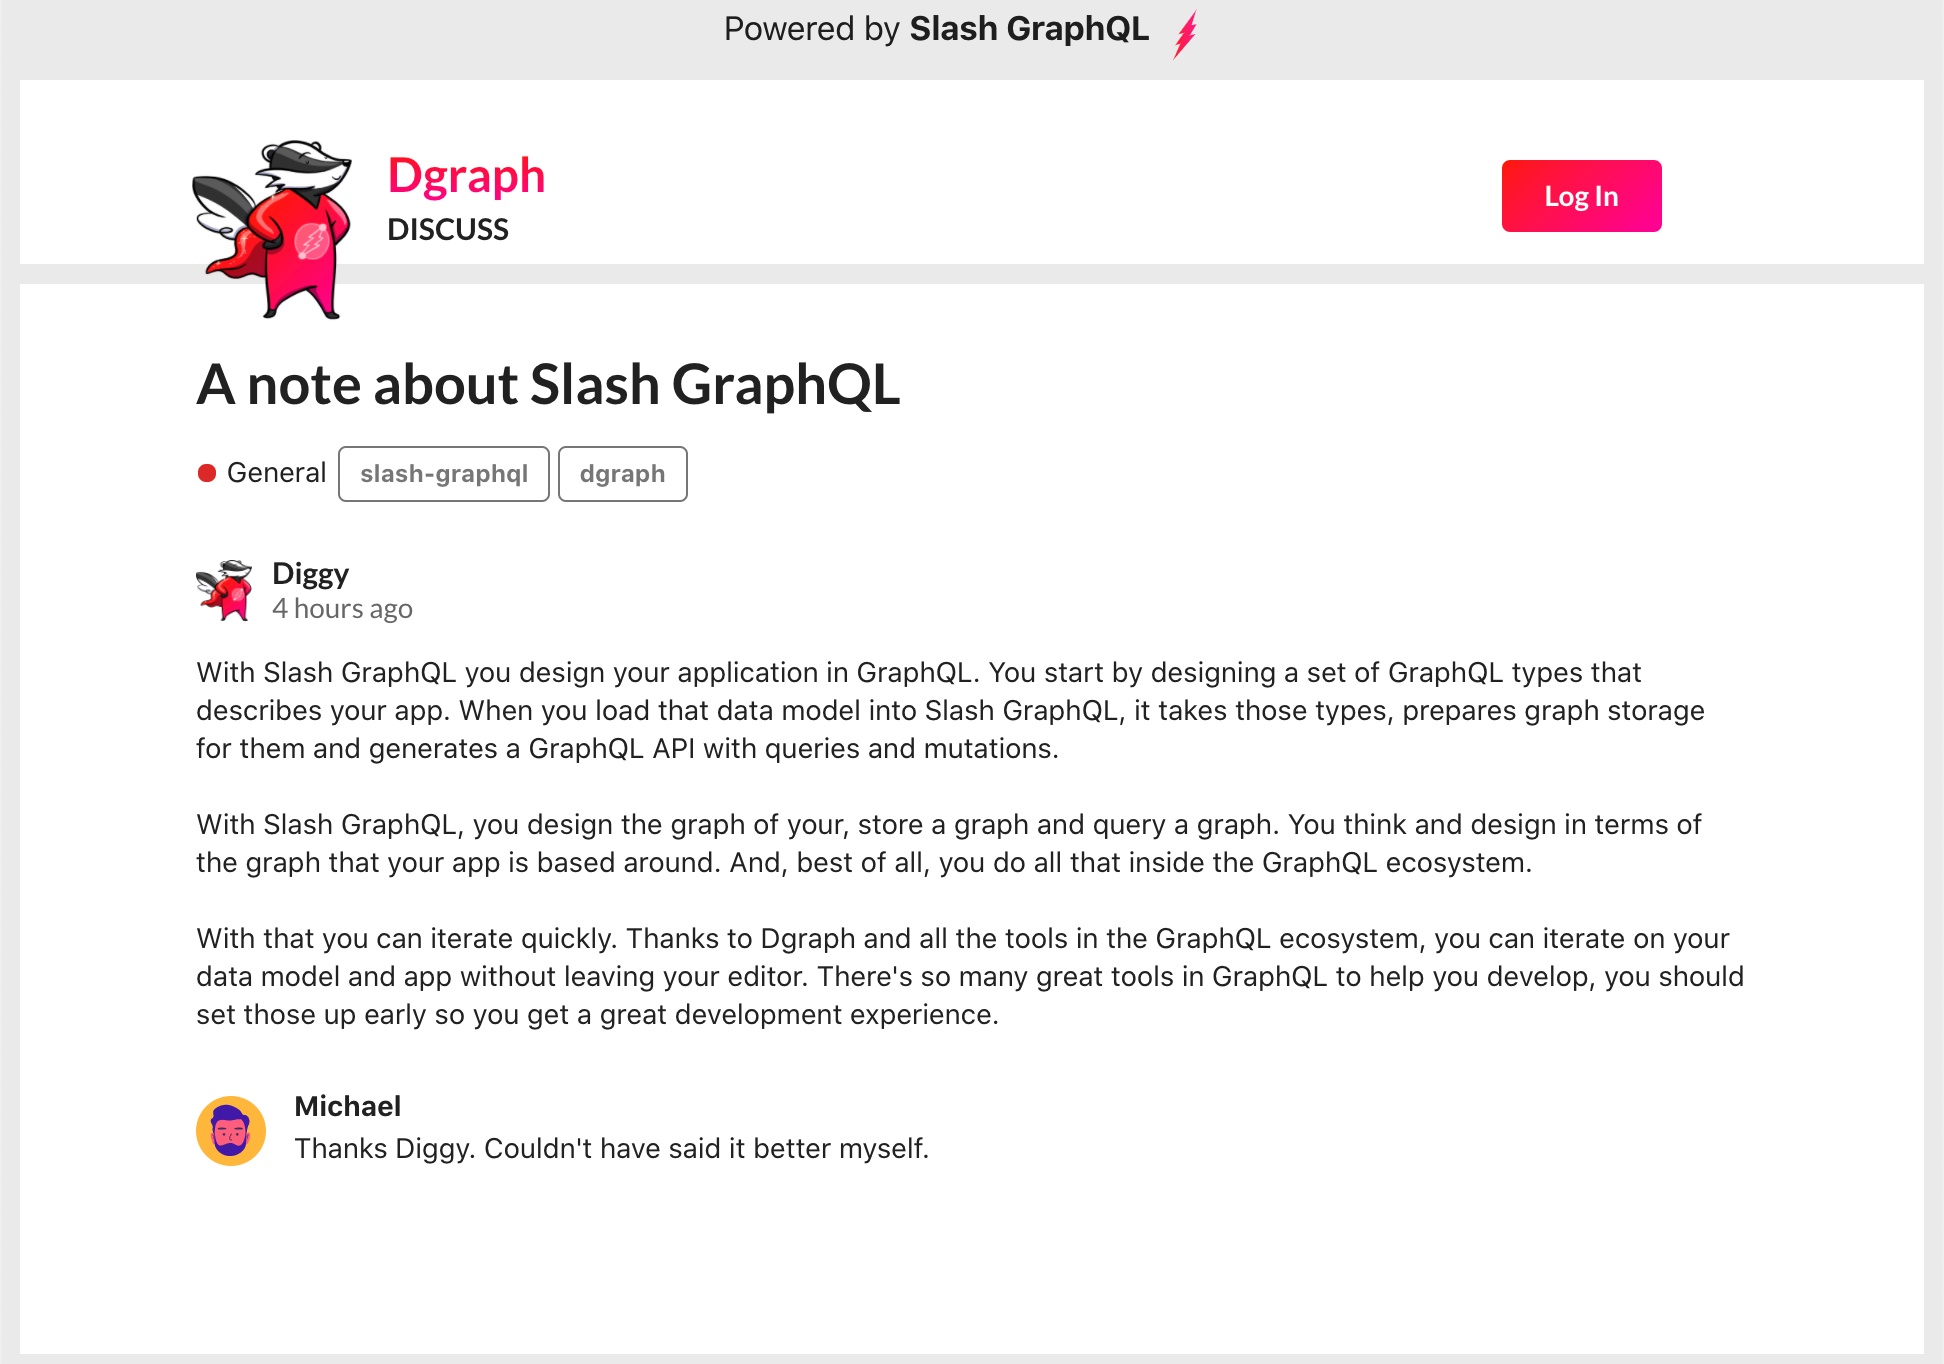 Powered by Slash GraphQL
Dgraph
DISCUSS
Log In
A note about Slash GraphQL
General slash-graphql dgraph
Diggy
4 hours ago
With Slash GraphQL you design your application in GraphQL. You start by designing a set of GraphQL types that
describes your app. When you load that data model into Slash GraphQL, it takes those types, prepares graph storage
for them and generates a GraphQL API with queries and mutations.
With Slash GraphQL, you design the graph of your, store a graph and query a graph. You think and design in terms of
the graph that your app is based around. And, best of all, you do all that inside the GraphQL ecosystem.
With that you can iterate quickly. Thanks to Dgraph and all the tools in the GraphQL ecosystem, you can iterate on your
data model and app without leaving your editor. There's so many great tools in GraphQL to help you develop, you should
set those up early so you get a great development experience.
Michael
Thanks Diggy. Couldn't have said it better myself.